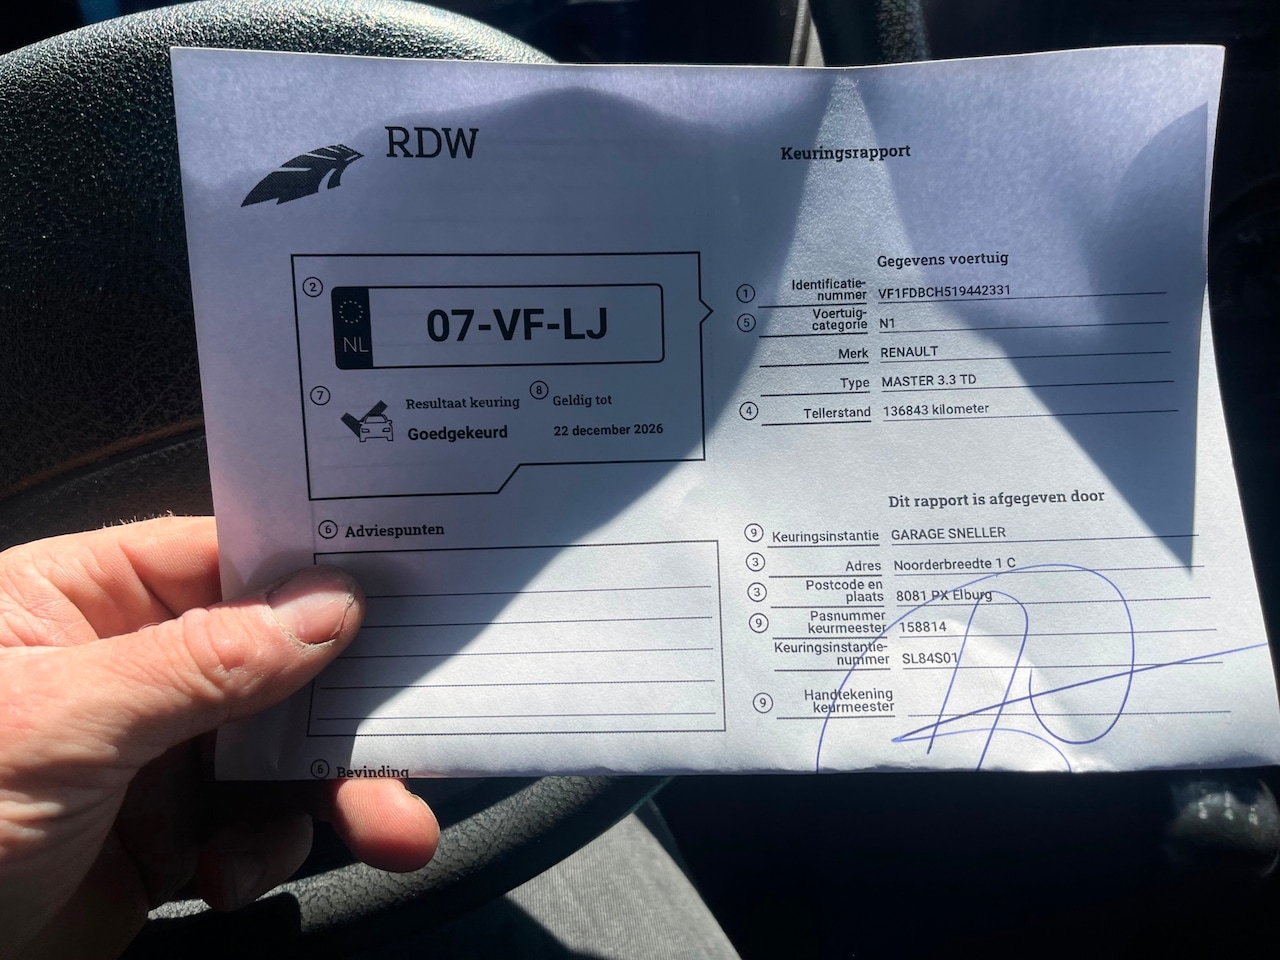 RDW
Keuringsrapport
2
NL
07-VF-LJ
7
Resultaat keuring
Goedgekeurd
8
Geldig tot
22 december 2026
6 Adviespunten
6 Bevinding
Gegevens voertuig
1 Identificatie-
nummer VF1FDBCH519442331
5 Voertuig-
categorie N1
Merk RENAULT
Type MASTER 3.3 TD
4 Tellerstand 136843 kilometer
Dit rapport is afgegeven door
9 Keuringsinstantie GARAGE SNELLER
3 Adres Noorderbreedte 1 C
3 Postcode en
plaats 8081 PX Elburg
9 Pasnummer
keurmeester 158814
Keuringsinstantie-
nummer SL84S01
9 Handtekening
keurmeester